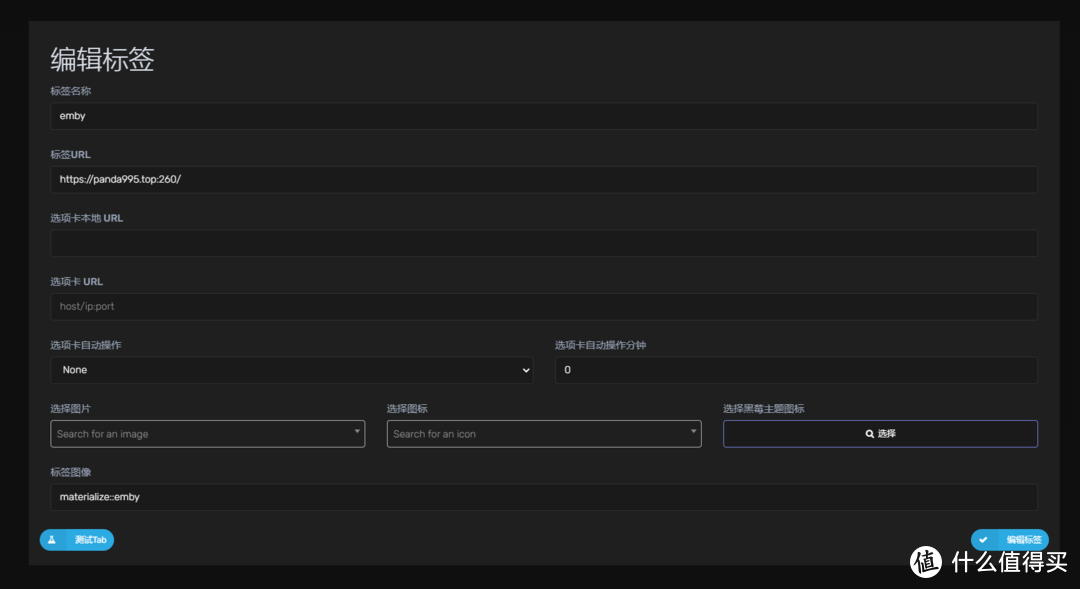 编辑标签
标签名称
emby
标签URL
https://panda995.top:260/
选项卡本地 URL
选项卡 URL
host/ip:port
选项卡自动操作 选项卡自动操作分钟
None 0
选择图片 选择图标 选择黑莓主题图标
Search for an image Search for an icon 选择
标签图像
materialize::emby
测试Tab 编辑标签
值 什么值得买